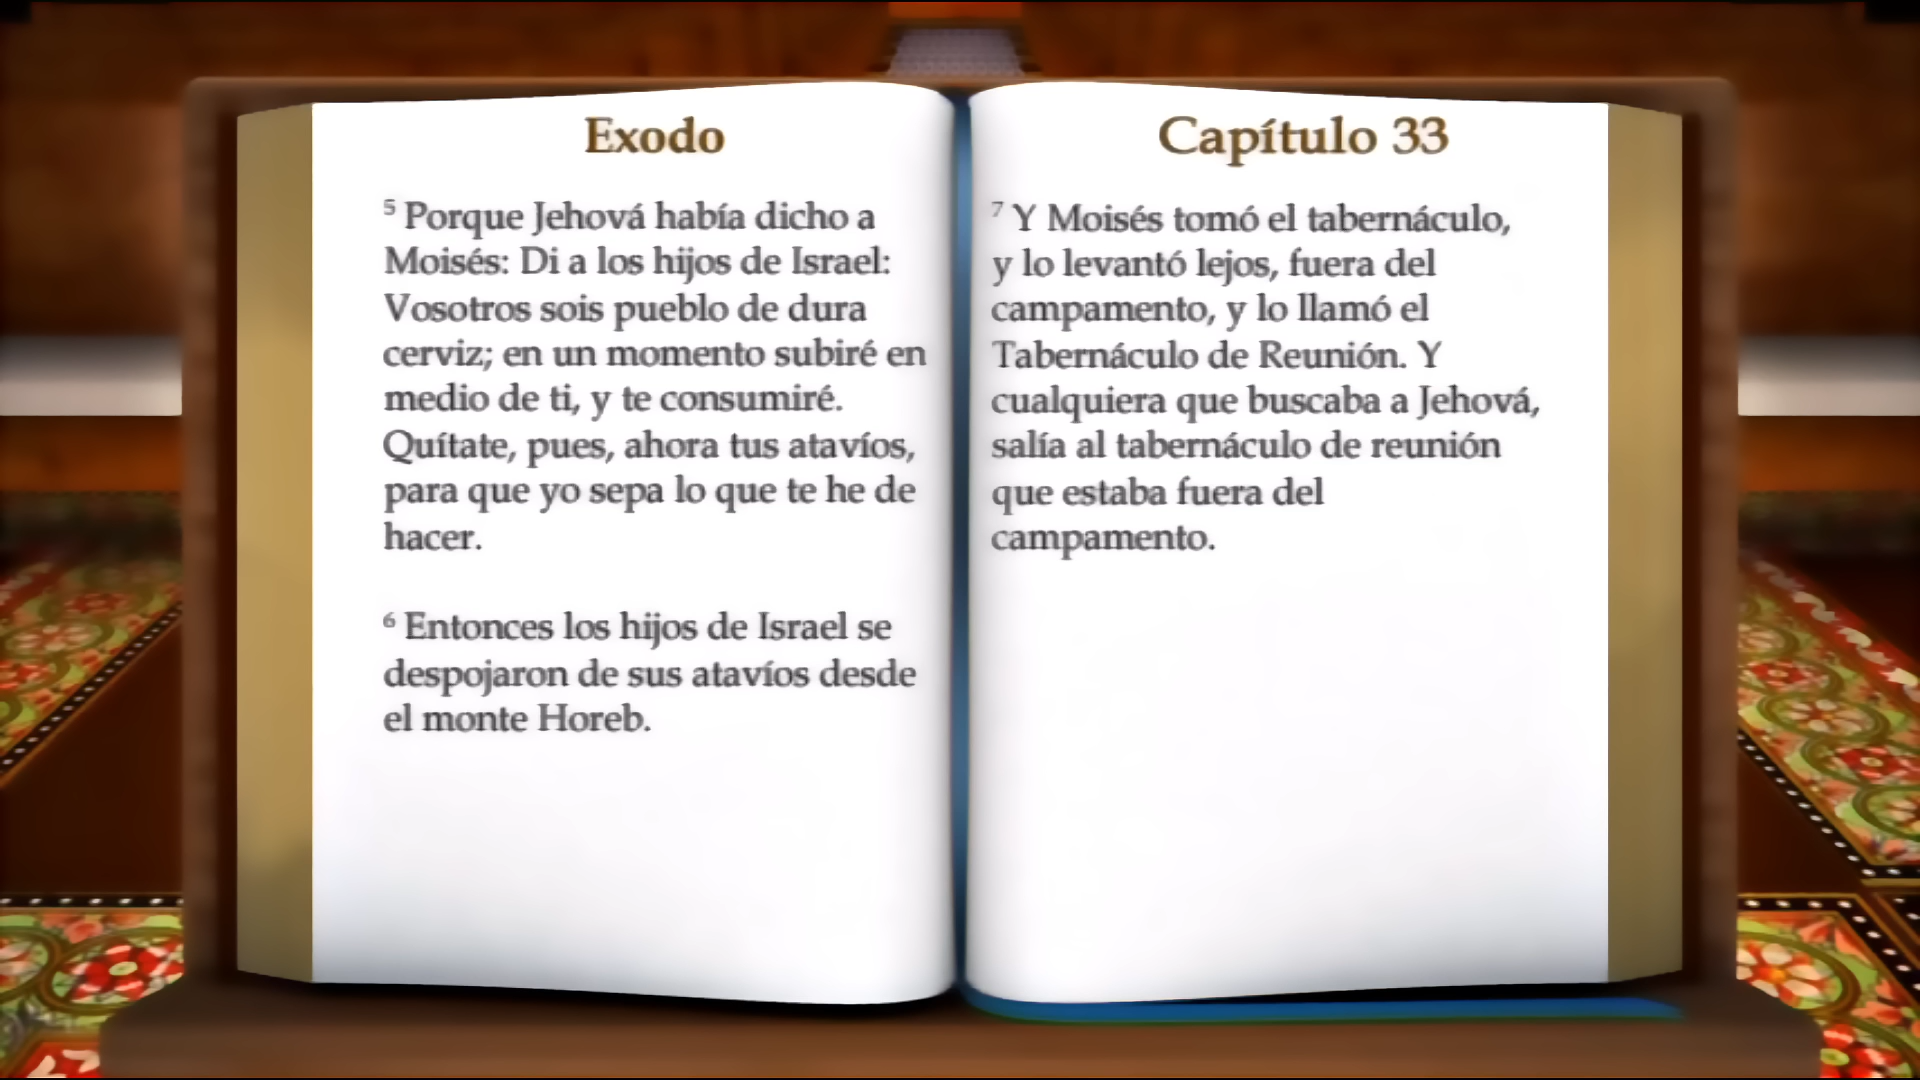 Exodo
5 Porque Jehová había dicho a
Moisés: Di a los hijos de Israel:
Vosotros sois pueblo de dura
cerviz; en un momento subiré en
medio de ti, y te consumiré.
Quítate, pues, ahora tus atavíos,
para que yo sepa lo que te he de
hacer.
6 Entonces los hijos de Israel se
despojaron de sus atavíos desde
el monte Horeb.
Capítulo 33
7 Y Moisés tomó el tabernáculo,
y lo levantó lejos, fuera del
campamento, y lo llamó el
Tabernáculo de Reunión. Y
cualquiera que buscaba a Jehová,
salía al tabernáculo de reunión
que estaba fuera del
campamento.